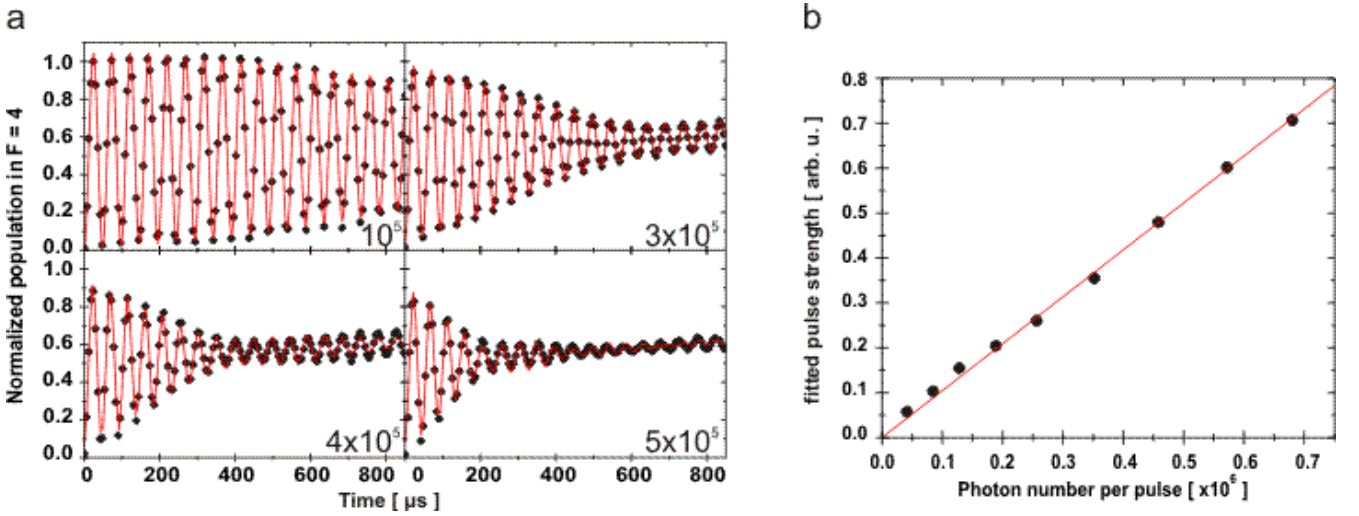 a
Normalized population in F = 4
1.0
0.8
0.6
0.4
0.2
0.0
10⁵
3x10⁵
1.0
0.8
0.6
0.4
0.2
0.0
4x10⁵
5x10⁵
0 200 400 600 800 0 200 400 600 800
Time [ µs ]
b
fitted pulse strength [ arb. u. ]
0.8
0.7
0.6
0.5
0.4
0.3
0.2
0.1
0.0
0.0 0.1 0.2 0.3 0.4 0.5 0.6 0.7
Photon number per pulse [ x10⁶ ]